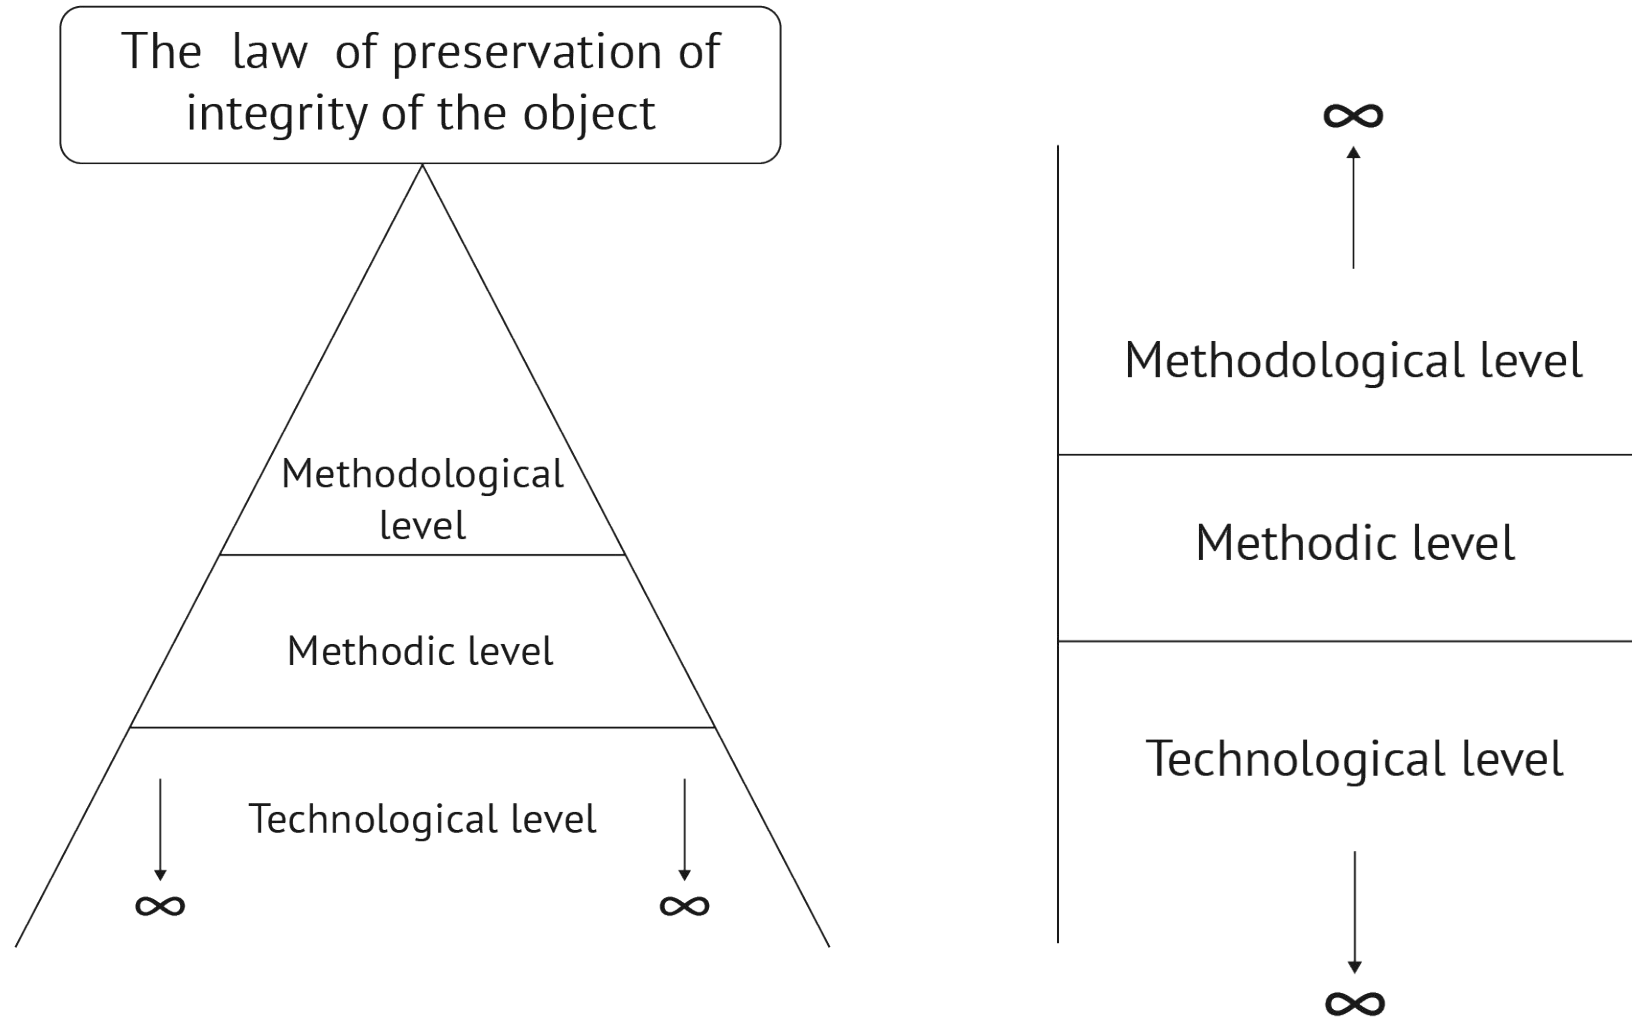 The law of preservation of
integrity of the object
Methodological
level
Methodic level
Technological level
∞ ∞
∞
Methodological level
Methodic level
Technological level
∞